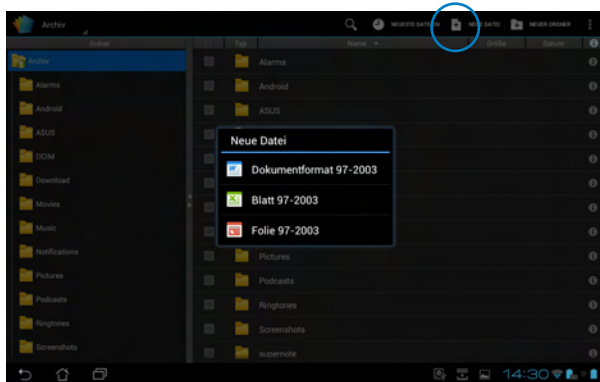 Archiv
NEUESTE DATEIEN
NEUE DATEI
NEUER ORDNER
Ordner
Typ
Name
Größe
Datum
Archiv
Alarms
Android
ASUS
DCIM
Download
Movies
Music
Notifications
Pictures
Podcasts
Ringtones
Screenshots
Alarms
Android
ASUS
Neue Datei
Dokumentformat 97-2003
Blatt 97-2003
Folie 97-2003
Pictures
Podcasts
Ringtones
Screenshots
supernote
14:30